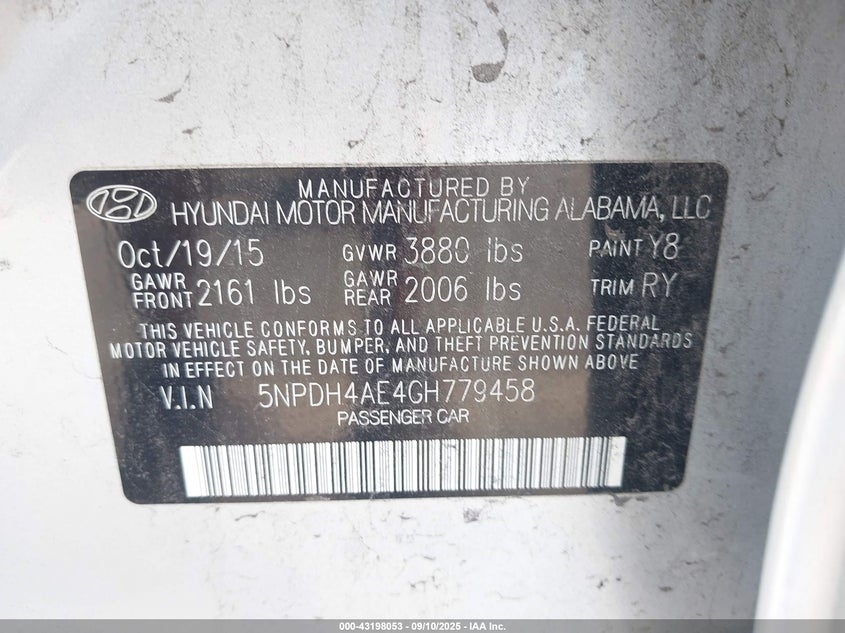 MANUFACTURED BY
HYUNDAI MOTOR MANUFACTURING ALABAMA, LLC
Oct/19/15 GVWR 3880 lbs PAINT Y8
GAWR FRONT 2161 lbs GAWR REAR 2006 lbs TRIM RY
THIS VEHICLE CONFORMS TO ALL APPLICABLE U.S.A. FEDERAL
MOTOR VEHICLE SAFETY, BUMPER, AND THEFT PREVENTION STANDARDS
IN EFFECT ON THE DATE OF MANUFACTURE SHOWN ABOVE
V.I.N 5NPDH4AE4GH779458
PASSENGER CAR
000-43198053 - 09/10/2025 - IAA Inc.